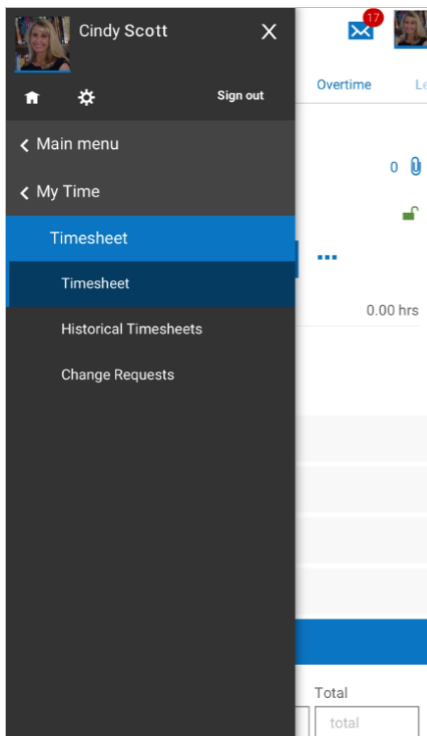 Cindy Scott
17
Sign out
Overtime
Le
Main menu
0
My Time
Timesheet
Timesheet
0.00 hrs
Historical Timesheets
Change Requests
Total
total